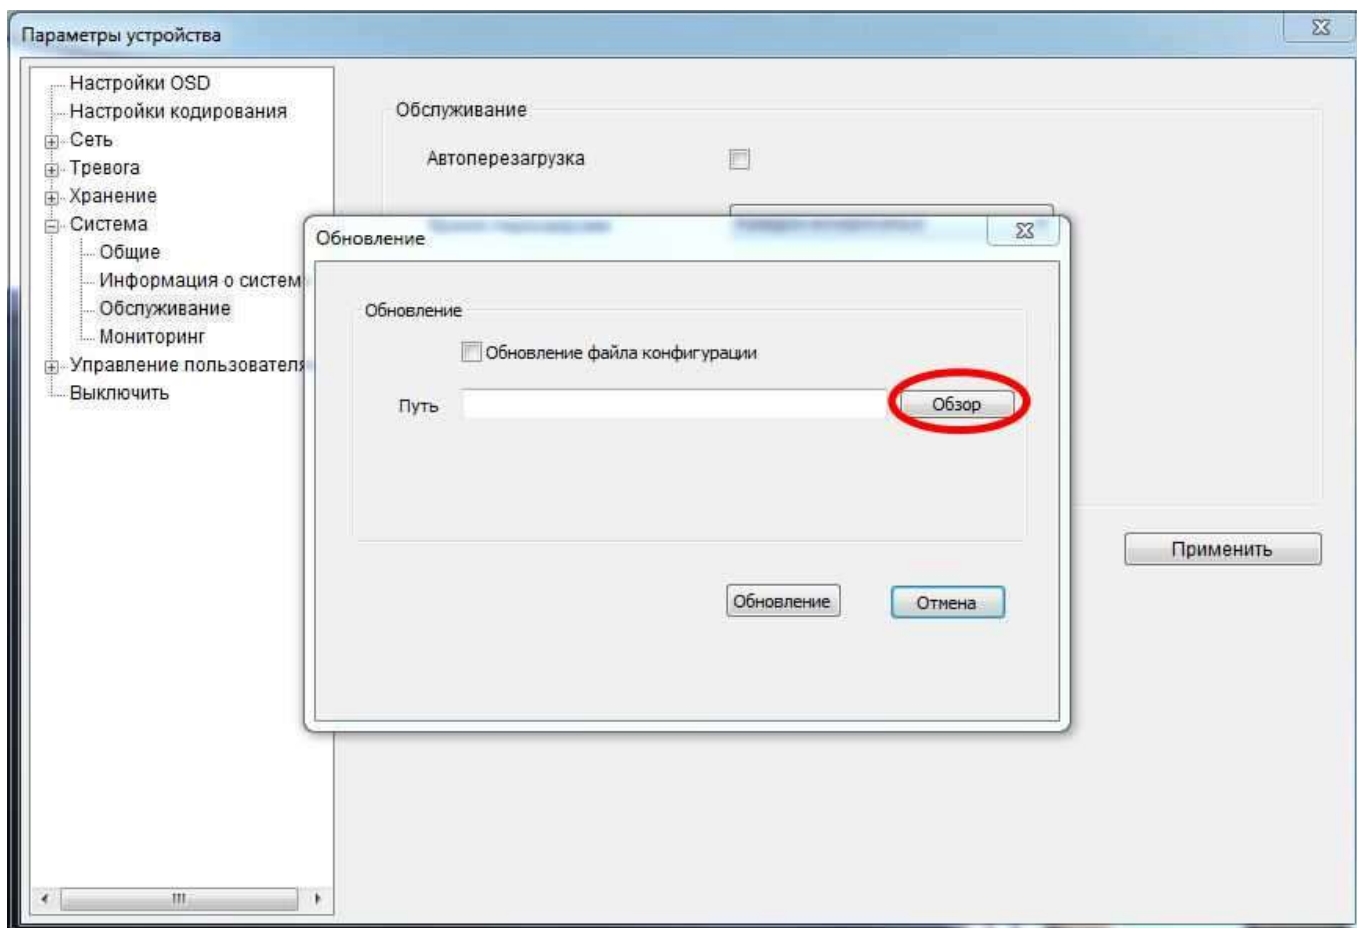 Параметры устройства
Настройки OSD
Настройки кодирования
Сеть
Тревога
Хранение
Система
Общие
Информация о систем
Обслуживание
Мониторинг
Управление пользователя
Выключить
Обслуживание
Автоперезагрузка
Обновление
Обновление
Обновление файла конфигурации
Путь
Обзор
Обновление
Отмена
Применить